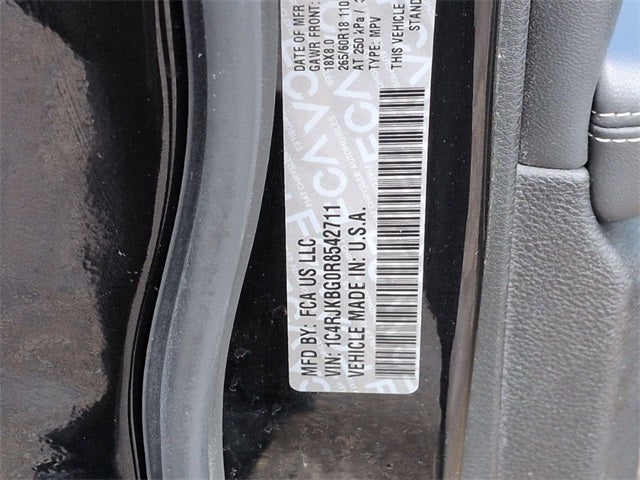 MFD BY: FCA US LLC
DATE OF MFR
VIN: 1C4RJKBG0R8542711
GAWR FRONT:
18X8.0
VEHICLE MADE IN: U.S.A.
265/60R18 110
AT 250 kPa /
TYPE: MPV
THIS VEHICLE
STAND